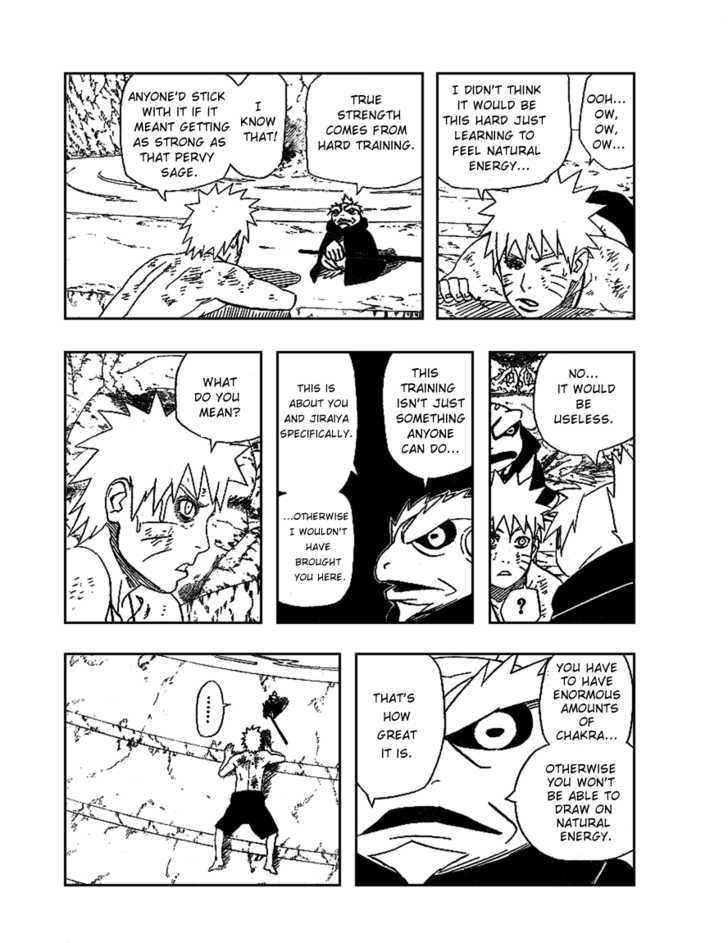 OOH...
OW,
OW,
OW...
I DIDN'T THINK
IT WOULD BE
THIS HARD JUST
LEARNING TO
FEEL NATURAL
ENERGY...
TRUE
STRENGTH
COMES FROM
HARD TRAINING.
I
KNOW
THAT!
ANYONE'D STICK
WITH IT IF IT
MEANT GETTING
AS STRONG AS
THAT PERVY
SAGE.
NO...
IT WOULD
BE
USELESS.
?
THIS
TRAINING
ISN'T JUST
SOMETHING
ANYONE
CAN DO...
THIS IS
ABOUT YOU
AND JIRAIYA
SPECIFICALLY.
...OTHERWISE
I WOULDN'T
HAVE
BROUGHT
YOU HERE.
WHAT
DO YOU
MEAN?
YOU HAVE
TO HAVE
ENORMOUS
AMOUNTS
OF
CHAKRA...
OTHERWISE
YOU WON'T
BE ABLE TO
DRAW ON
NATURAL
ENERGY.
THAT'S
HOW
GREAT
IT IS.
.....